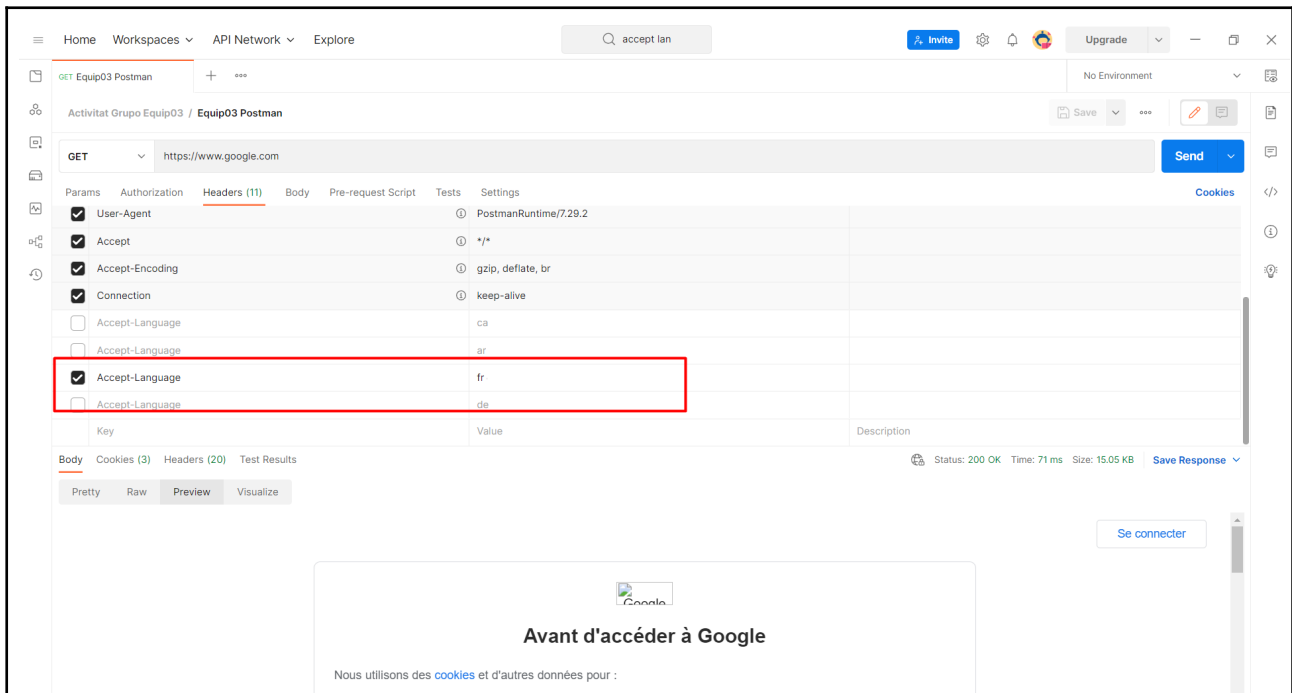 Home Workspaces API Network Explore accept lan Invite Upgrade
GET Equip03 Postman No Environment
Activitat Grupo Equip03 / Equip03 Postman Save
GET https://www.google.com Send
Params Authorization Headers (11) Body Pre-request Script Tests Settings Cookies
User-Agent PostmanRuntime/7.29.2
Accept */*
Accept-Encoding gzip, deflate, br
Connection keep-alive
Accept-Language ca
Accept-Language ar
Accept-Language fr
Accept-Language de
Key Value Description
Body Cookies (3) Headers (20) Test Results Status: 200 OK Time: 71 ms Size: 15.05 KB Save Response
Pretty Raw Preview Visualize
Se connecter
Google
Avant d'accéder à Google
Nous utilisons des cookies et d'autres données pour :